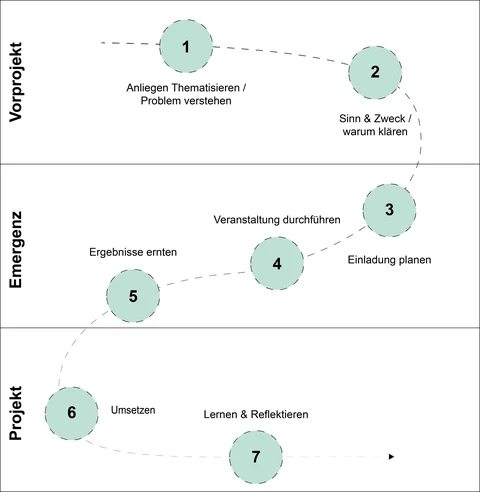 Vorprojekt
1
Anliegen Thematisieren /
Problem verstehen
2
Sinn & Zweck /
warum klären
Emergenz
3
Einladung planen
Veranstaltung durchführen
4
Ergebnisse ernten
5
Projekt
6
Umsetzen
Lernen & Reflektieren
7